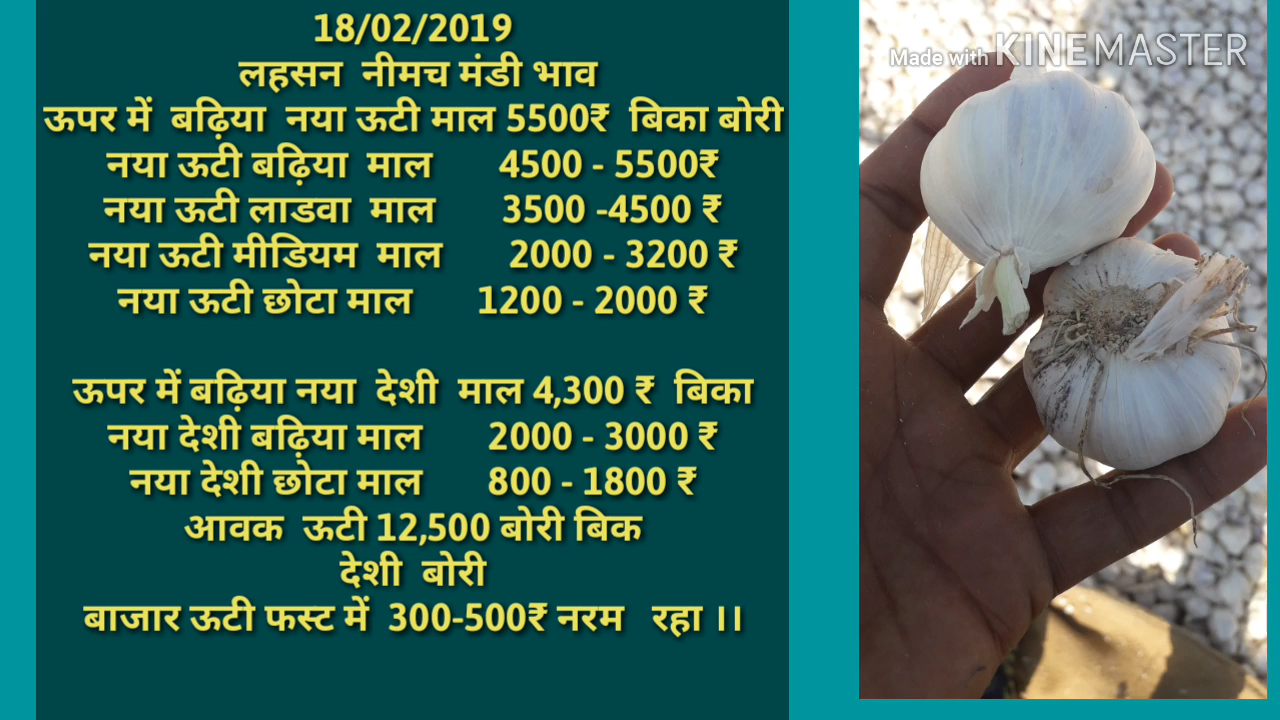 18/02/2019
लहसन नीमच मंडी भाव
ऊपर में बढ़िया नया ऊटी माल 5500₹ बिका बोरी
नया ऊटी बढ़िया माल 4500 - 5500₹
नया ऊटी लाडवा माल 3500 -4500 ₹
नया ऊटी मीडियम माल 2000 - 3200 ₹
नया ऊटी छोटा माल 1200 - 2000 ₹
ऊपर में बढ़िया नया देशी माल 4,300 ₹ बिका
नया देशी बढ़िया माल 2000 - 3000 ₹
नया देशी छोटा माल 800 - 1800 ₹
आवक ऊटी 12,500 बोरी बिक
देशी बोरी
बाजार ऊटी फस्ट में 300-500₹ नरम रहा ।।
Made with KINEMASTER